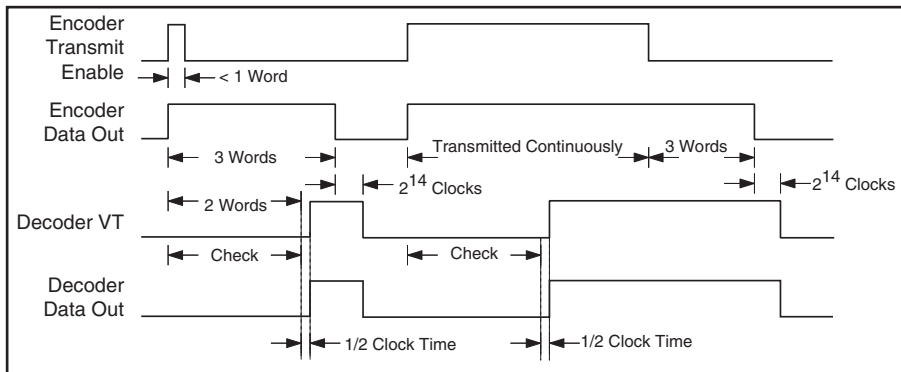 Encoder
Transmit
Enable
< 1 Word
Encoder
Data Out
3 Words
Transmitted Continuously
3 Words
2^14 Clocks
2^14 Clocks
2 Words
Decoder VT
Check
Check
Decoder
Data Out
1/2 Clock Time
1/2 Clock Time